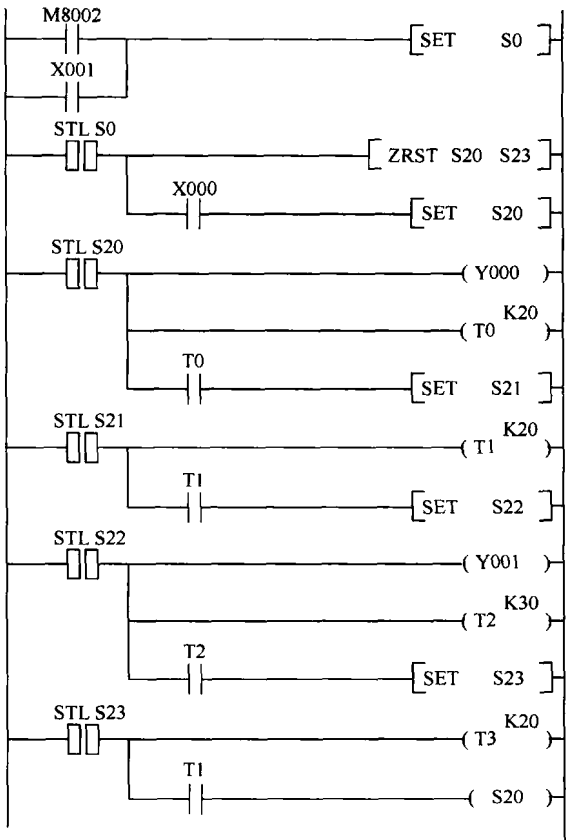 M8002
SET S0
X001
STL S0
ZRST S20 S23
X000
SET S20
STL S20
Y000
K20
T0
T0
SET S21
STL S21
K20
T1
T1
SET S22
STL S22
Y001
K30
T2
T2
SET S23
STL S23
K20
T3
T1
S20